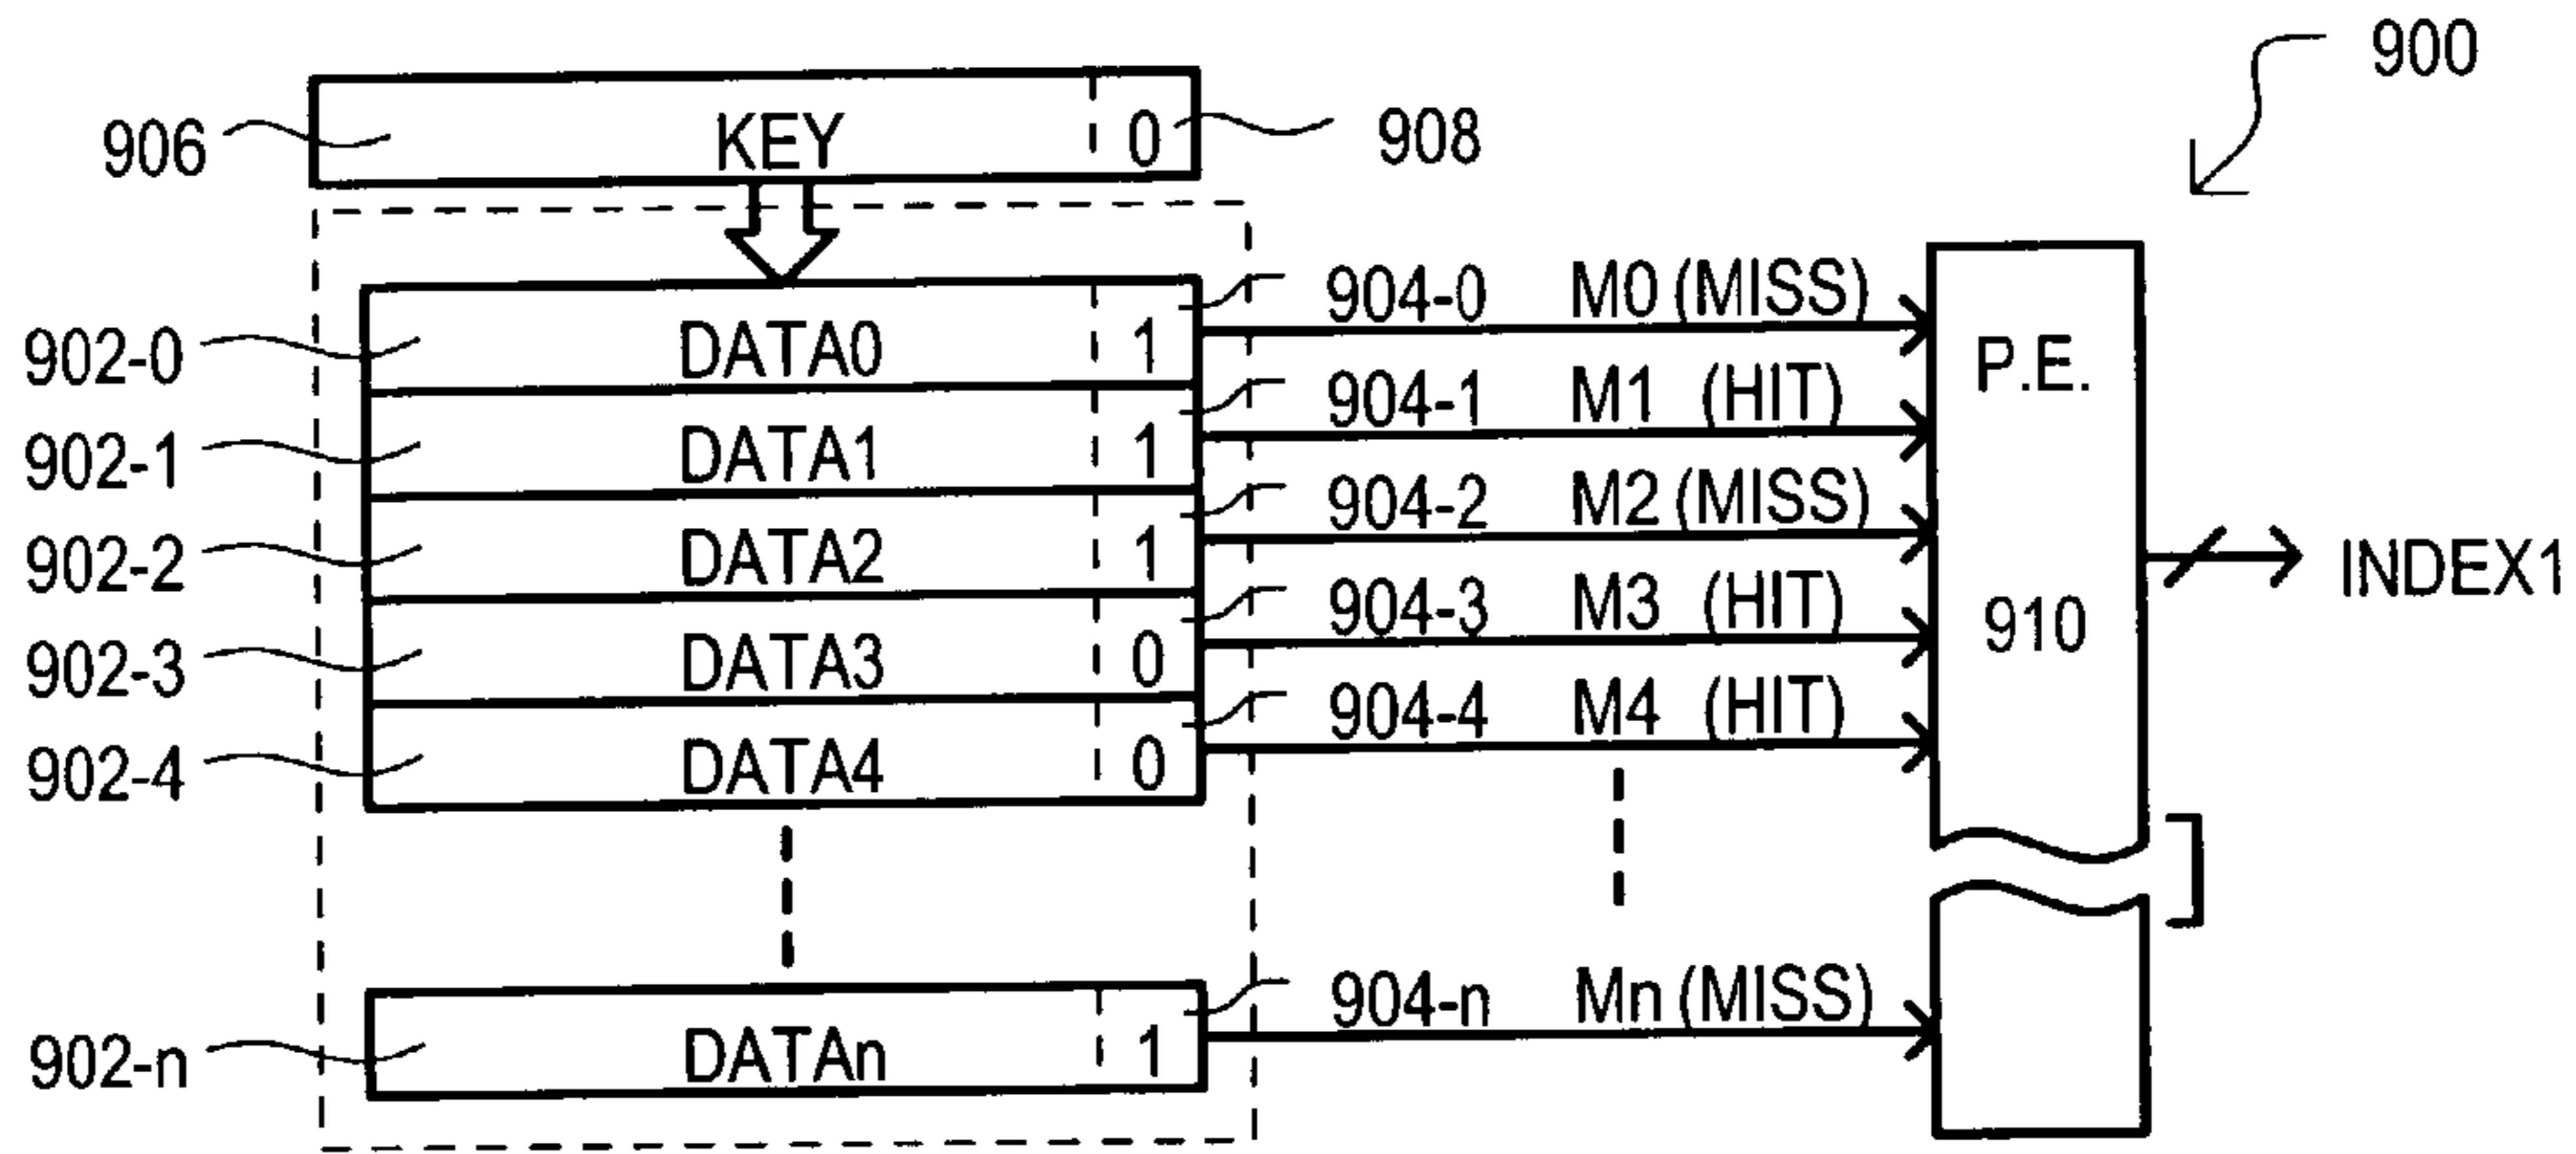 900
906 KEY 0 908
902-0 DATA0 1 904-0 M0 (MISS)
P.E.
902-1 DATA1 1 904-1 M1 (HIT)
902-2 DATA2 1 904-2 M2 (MISS)
INDEX1
902-3 DATA3 0 904-3 M3 (HIT)
910
902-4 DATA4 0 904-4 M4 (HIT)
902-n DATAn 1 904-n Mn (MISS)